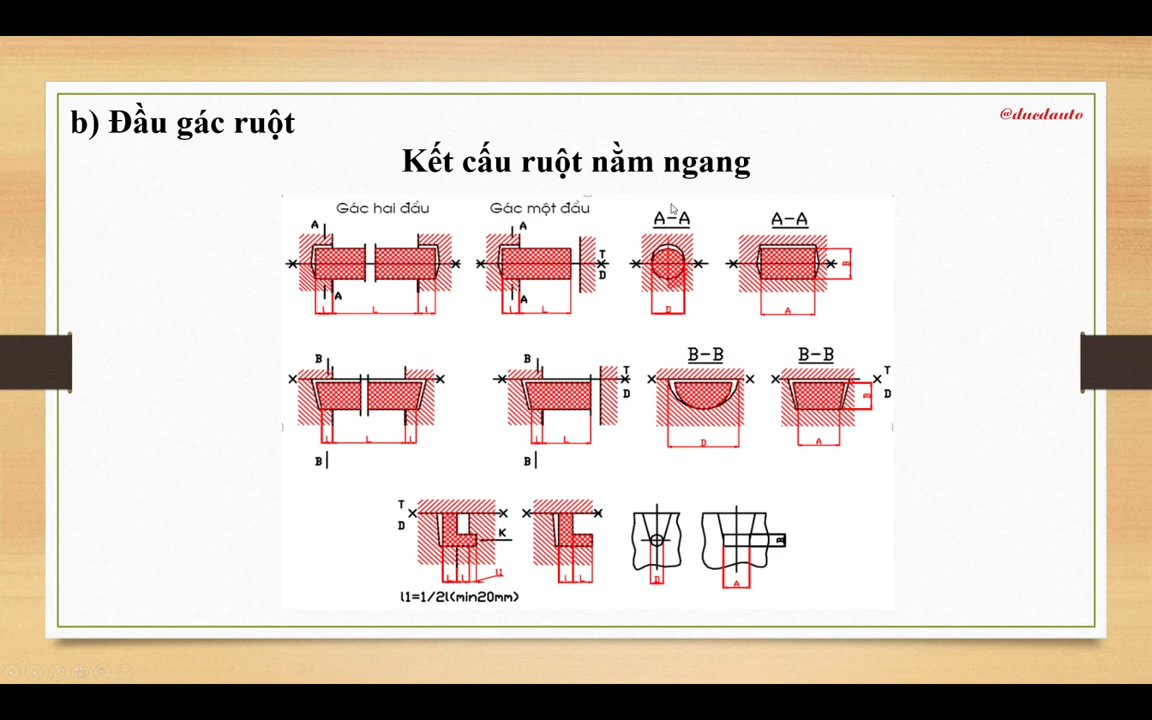 b) Đầu gác ruột
@ducdauto
Kết cấu ruột nằm ngang
Gác hai đầu
Gác một đầu
A-A
A-A
A
A
T
D
B
A
A
L
L
l
l
L
D
A
B
B
B-B
B-B
T
D
T
D
B
L
L
D
A
B
B
T
D
K
l1
L
L
D
A
B
l1=1/2l(min20mm)